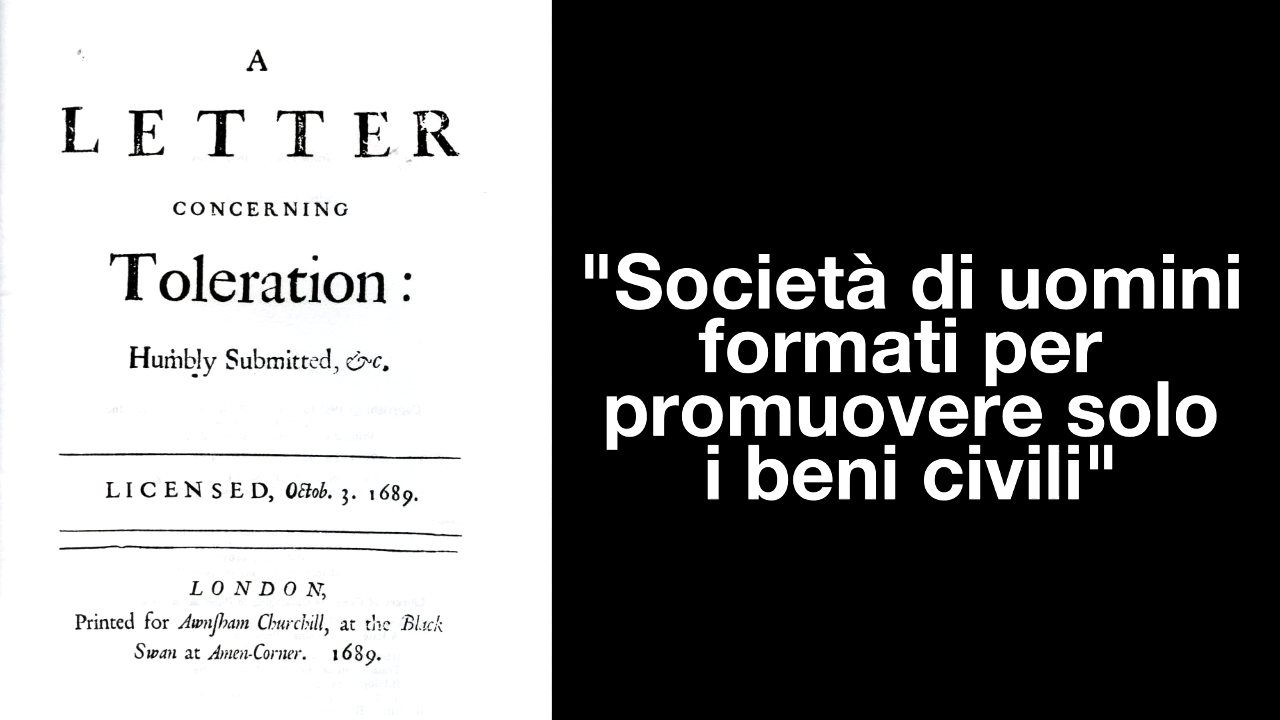 A
LETTER
CONCERNING
Toleration :
Humbly Submitted, &c.
LICENSED, Octob. 3. 1689.
LONDON,
Printed for Awnſham Churchill, at the Black
Swan at Amen-Corner. 1689.
"Società di uomini
formati per
promuovere solo
i beni civili"